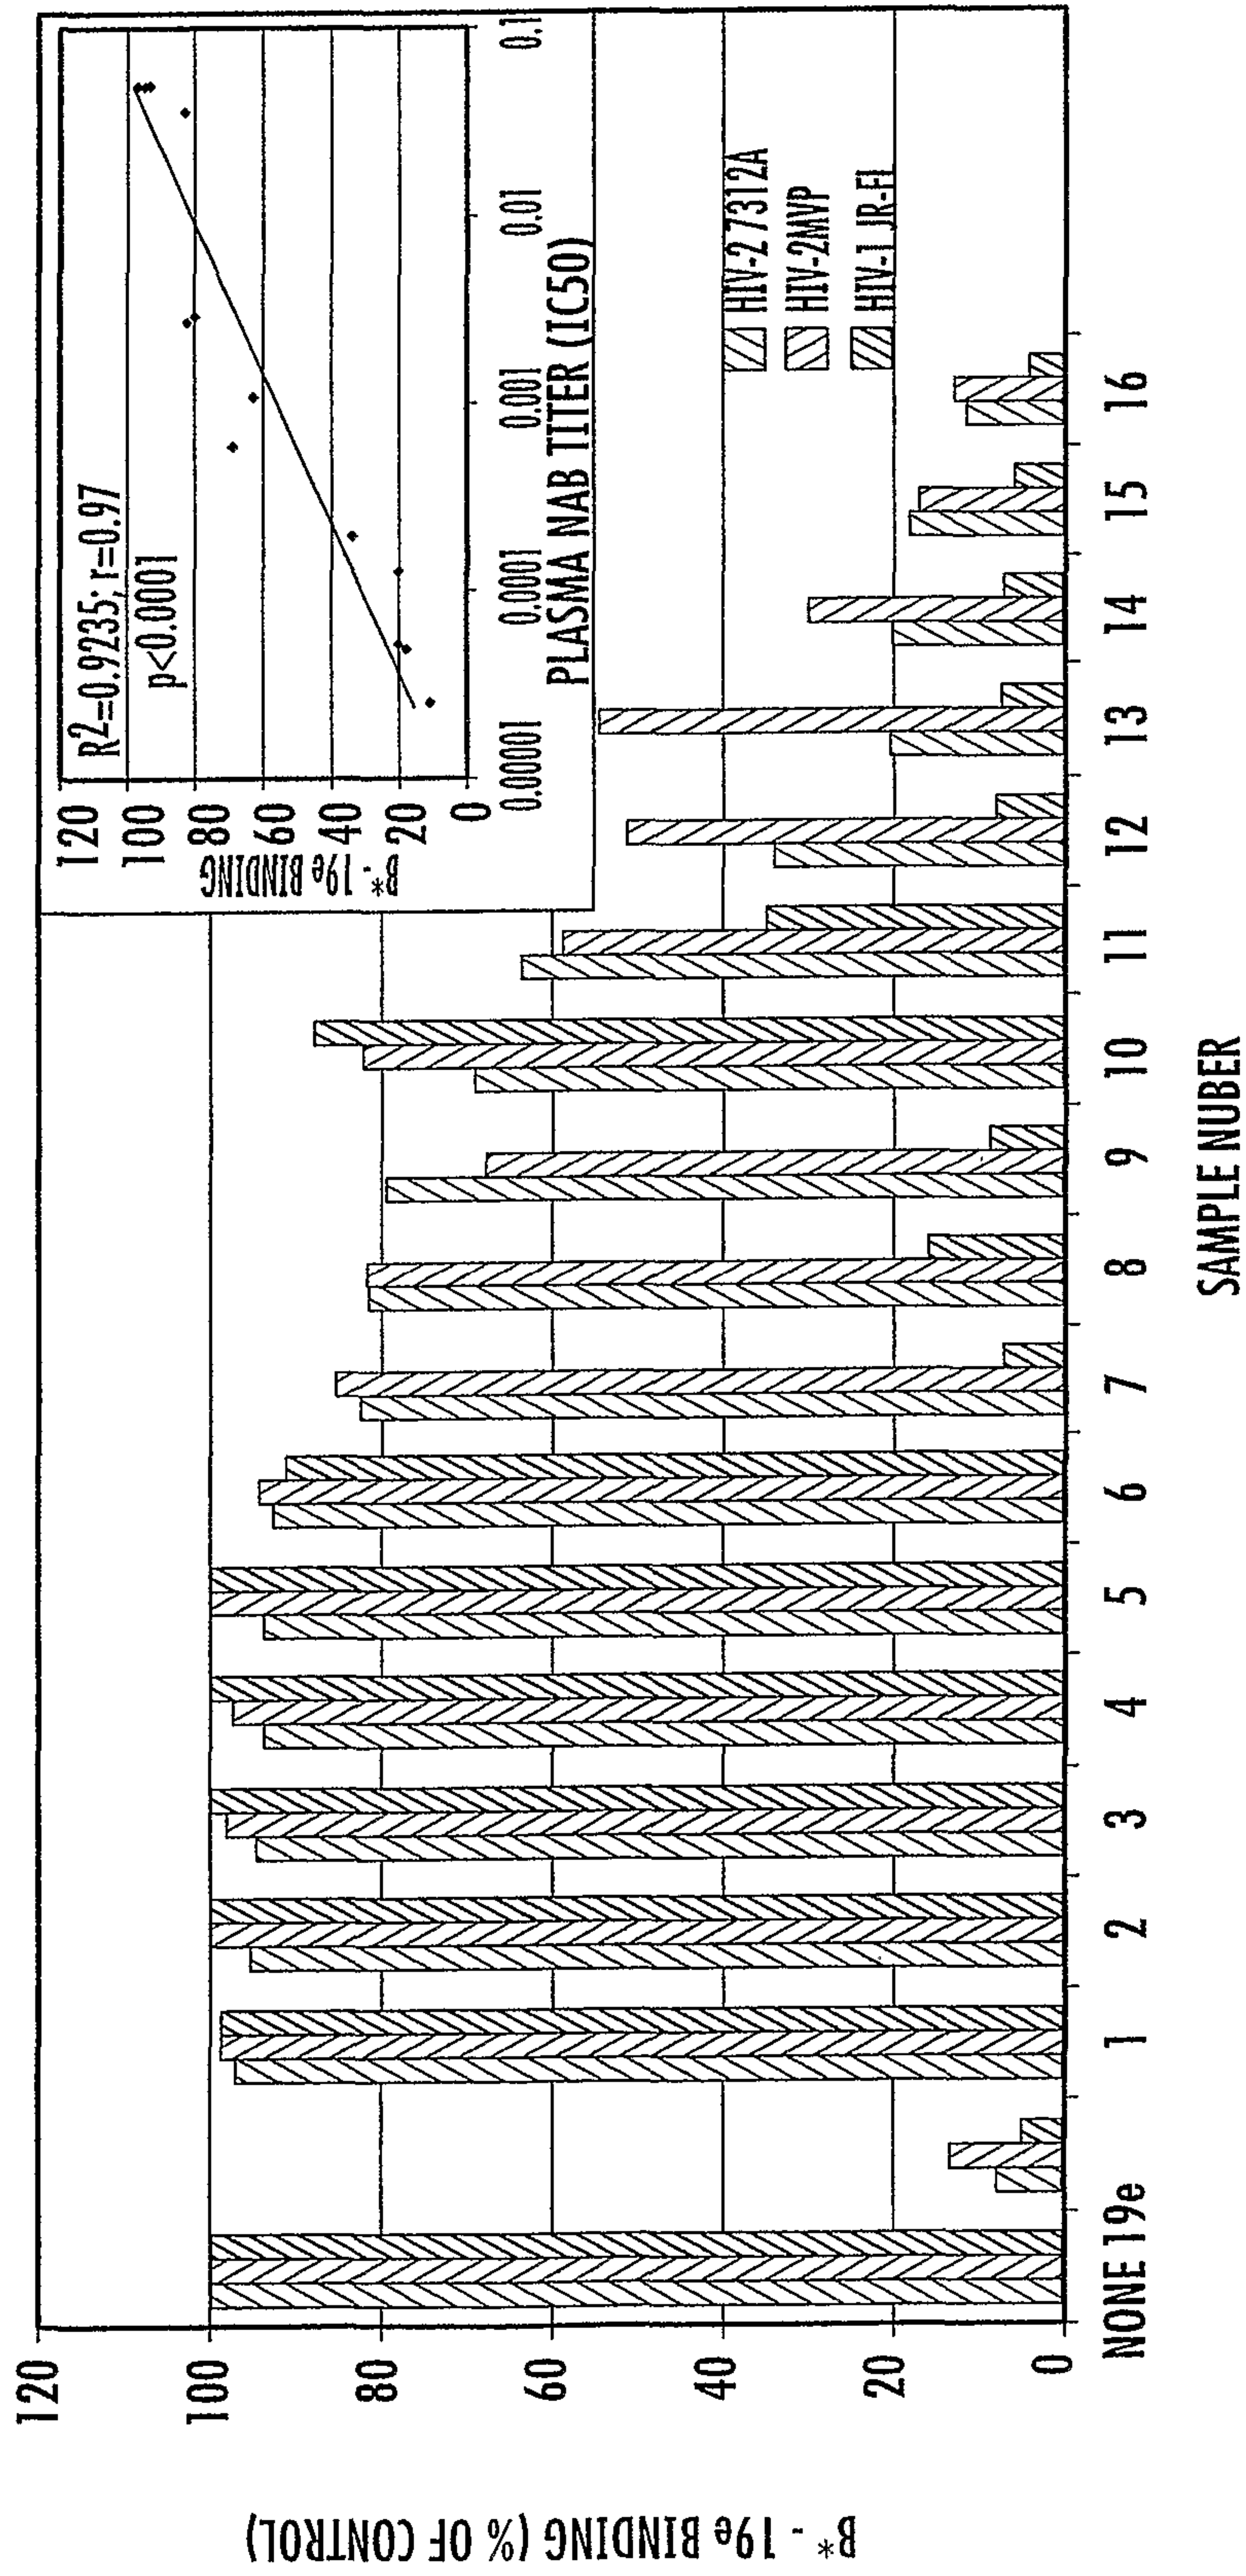 B* - 19e BINDING (% OF CONTROL)
120
100
80
60
40
20
0
NONE 19e 1 2 3 4 5 6 7 8 9 10 11 12 13 14 15 16
SAMPLE NUBER
B* - 19e BINDING
120
100
80
60
40
20
0
R2=0.9235; r=0.97
p<0.0001
0.00001 0.0001 0.001 0.01 0.1
PLASMA NAB TITER (IC50)
HIV-2 7312A
HIV-2MVP
HIV-1 JR-Fl